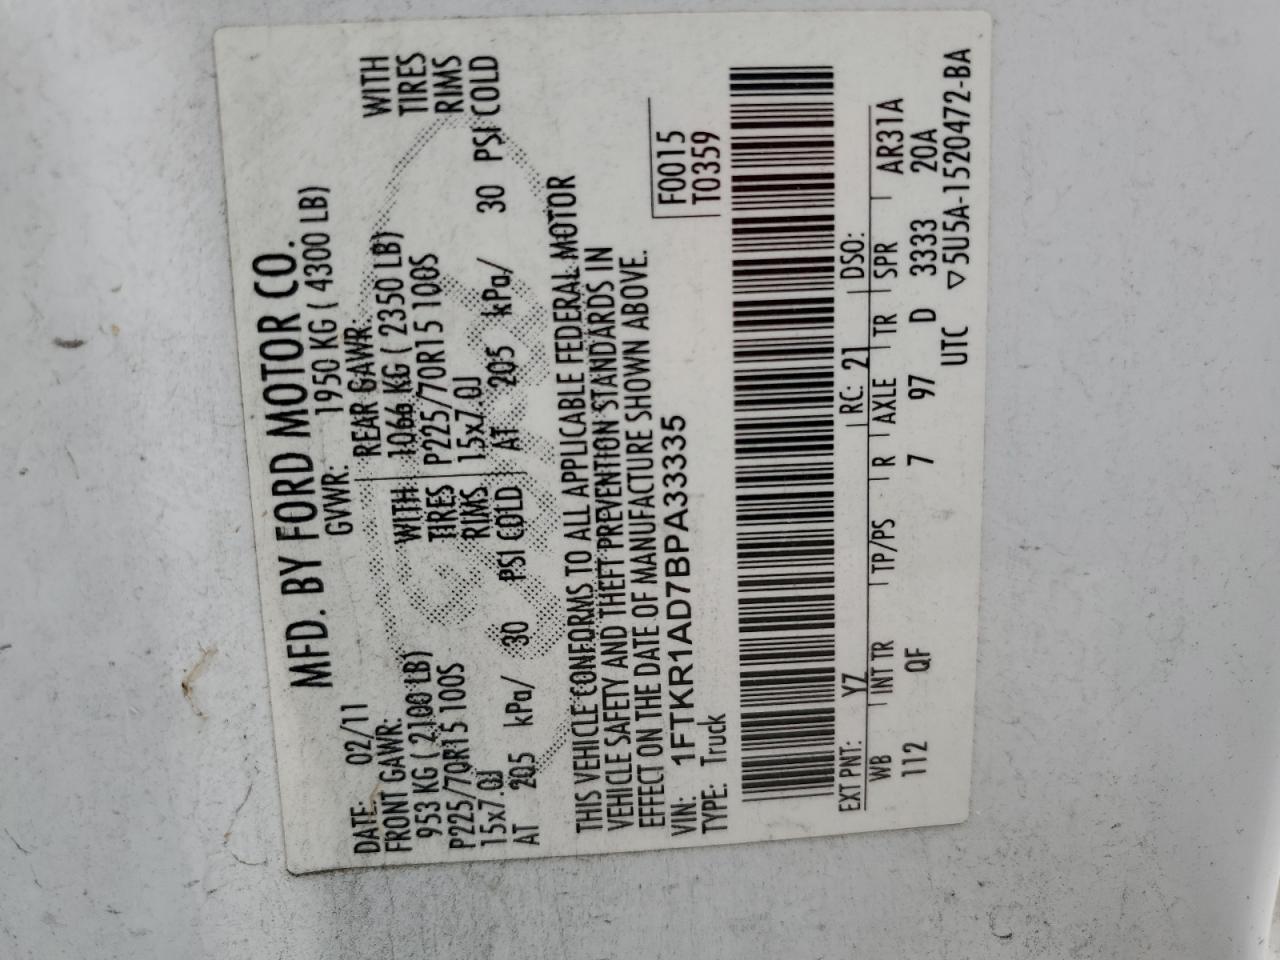 MFD. BY FORD MOTOR CO.
DATE: 02/11 GVWR: 1950 KG ( 4300 LB)
FRONT GAWR: REAR GAWR:
953 KG ( 2100 LB) WITH 1066 KG ( 2350 LB) WITH
P225/70R15 100S TIRES P225/70R15 100S TIRES
15x7.0J RIMS 15x7.0J RIMS
AT 205 kPa/ 30 PSI COLD AT 205 kPa/ 30 PSI COLD
THIS VEHICLE CONFORMS TO ALL APPLICABLE FEDERAL MOTOR
VEHICLE SAFETY AND THEFT PREVENTION STANDARDS IN
EFFECT ON THE DATE OF MANUFACTURE SHOWN ABOVE.
VIN: 1FTKR1AD7BPA33335 F0015
TYPE: Truck T0359
EXT PNT: YZ RC: 21 DSO:
WB INT TR TP/PS R AXLE TR SPR AR31A
112 QF 7 97 D 3333 20A
UTC ▽5U5A-1520472-BA